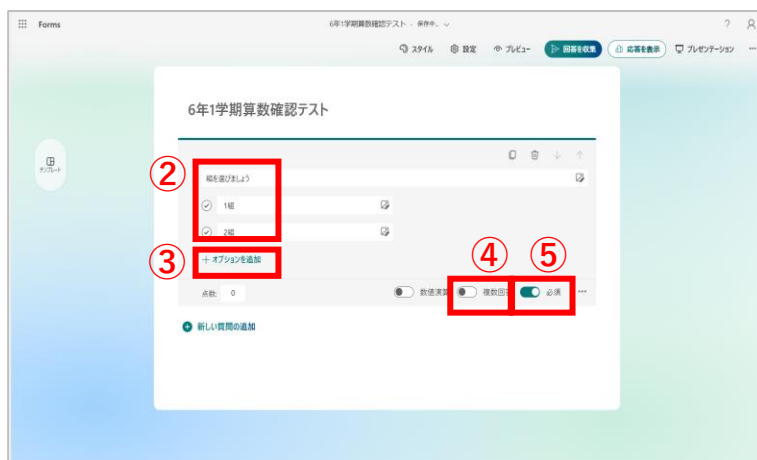 Forms
6年1学期算数確認テスト - 保存中。
?
スタイル
設定
プレビュー
回答を収集
応答を表示
プレゼンテーション
...
6年1学期算数確認テスト
テンプレート
②
組を選びましょう
1組
2組
③
+ オプションを追加
④
⑤
点数: 0
数値演算
複数回答
必須
...
新しい質問の追加